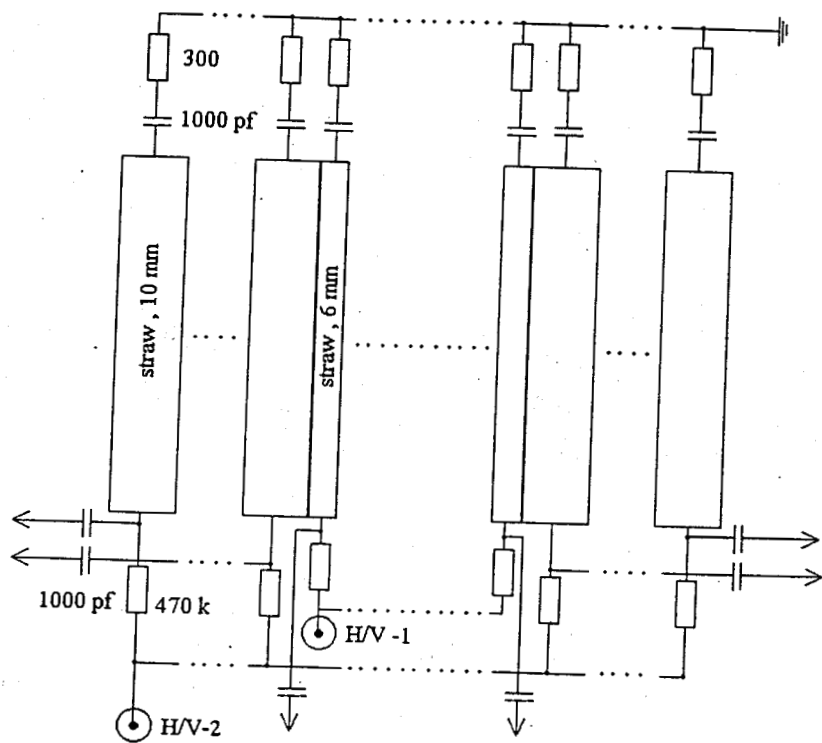 300
1000 pf
straw , 10 mm
straw , 6 mm
1000 pf
470 k
H/V -1
H/V-2